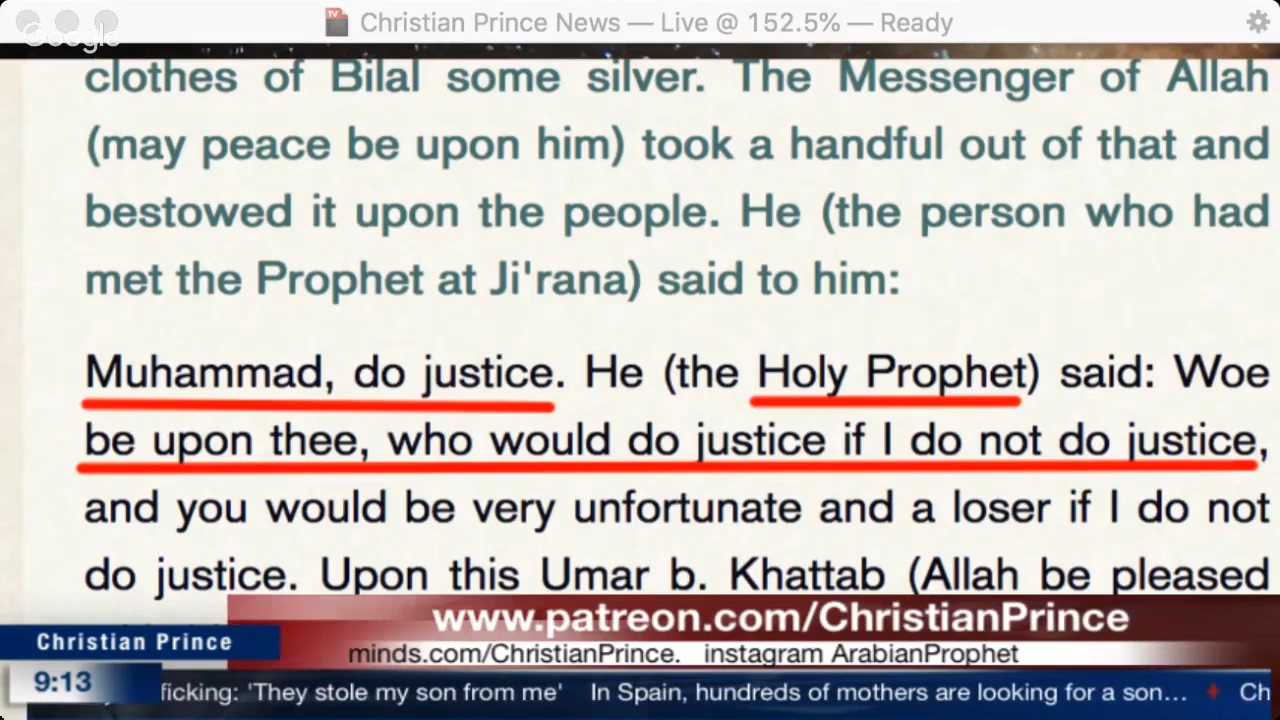 Christian Prince News — Live @ 152.5% — Ready
Google
clothes of Bilal some silver. The Messenger of Allah
(may peace be upon him) took a handful out of that and
bestowed it upon the people. He (the person who had
met the Prophet at Ji'rana) said to him:
Muhammad, do justice. He (the Holy Prophet) said: Woe
be upon thee, who would do justice if I do not do justice,
and you would be very unfortunate and a loser if I do not
do justice. Upon this Umar b. Khattab (Allah be pleased
www.patreon.com/ChristianPrince
Christian Prince
minds.com/ChristianPrince. instagram ArabianProphet
9:13
ficking: 'They stole my son from me' In Spain, hundreds of mothers are looking for a son... Ch